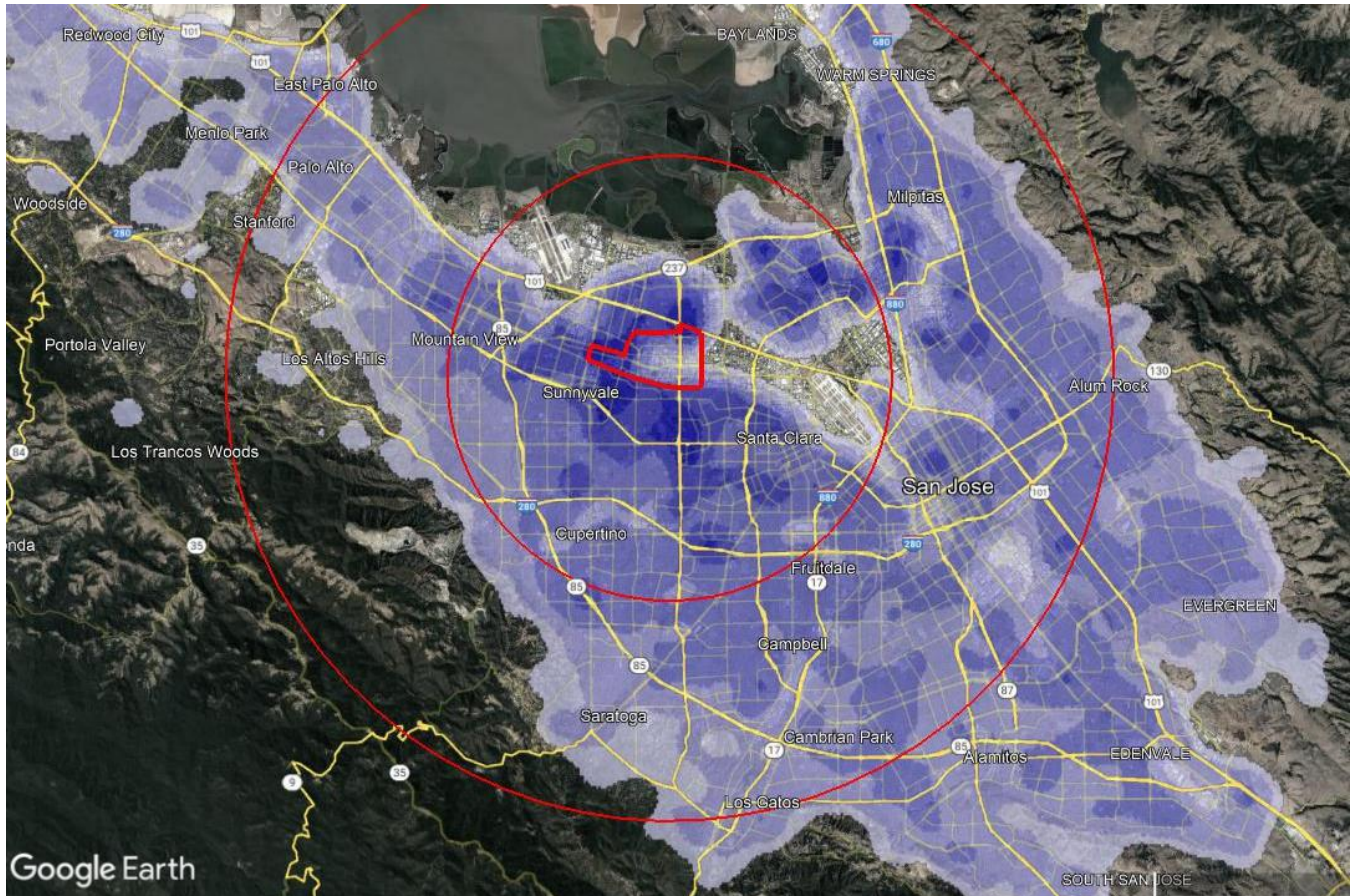 Redwood City
101
BAYLANDS
680
101
WARM SPRINGS
East Palo Alto
Menlo Park
Palo Alto
Milpitas
Woodside
Stanford
280
237
101
880
85
Mountain View
Portola Valley
Los Altos Hills
130
Alum Rock
Sunnyvale
Santa Clara
84
Los Trancos Woods
San Jose
101
280
880
Cupertino
nda
35
280
Fruitdale
85
17
EVERGREEN
Campbell
85
87
101
Saratoga
Cambrian Park
17
85
Alamitos
EDENVALE
9
35
Los Gatos
Google Earth
SOUTH SAN JOSE